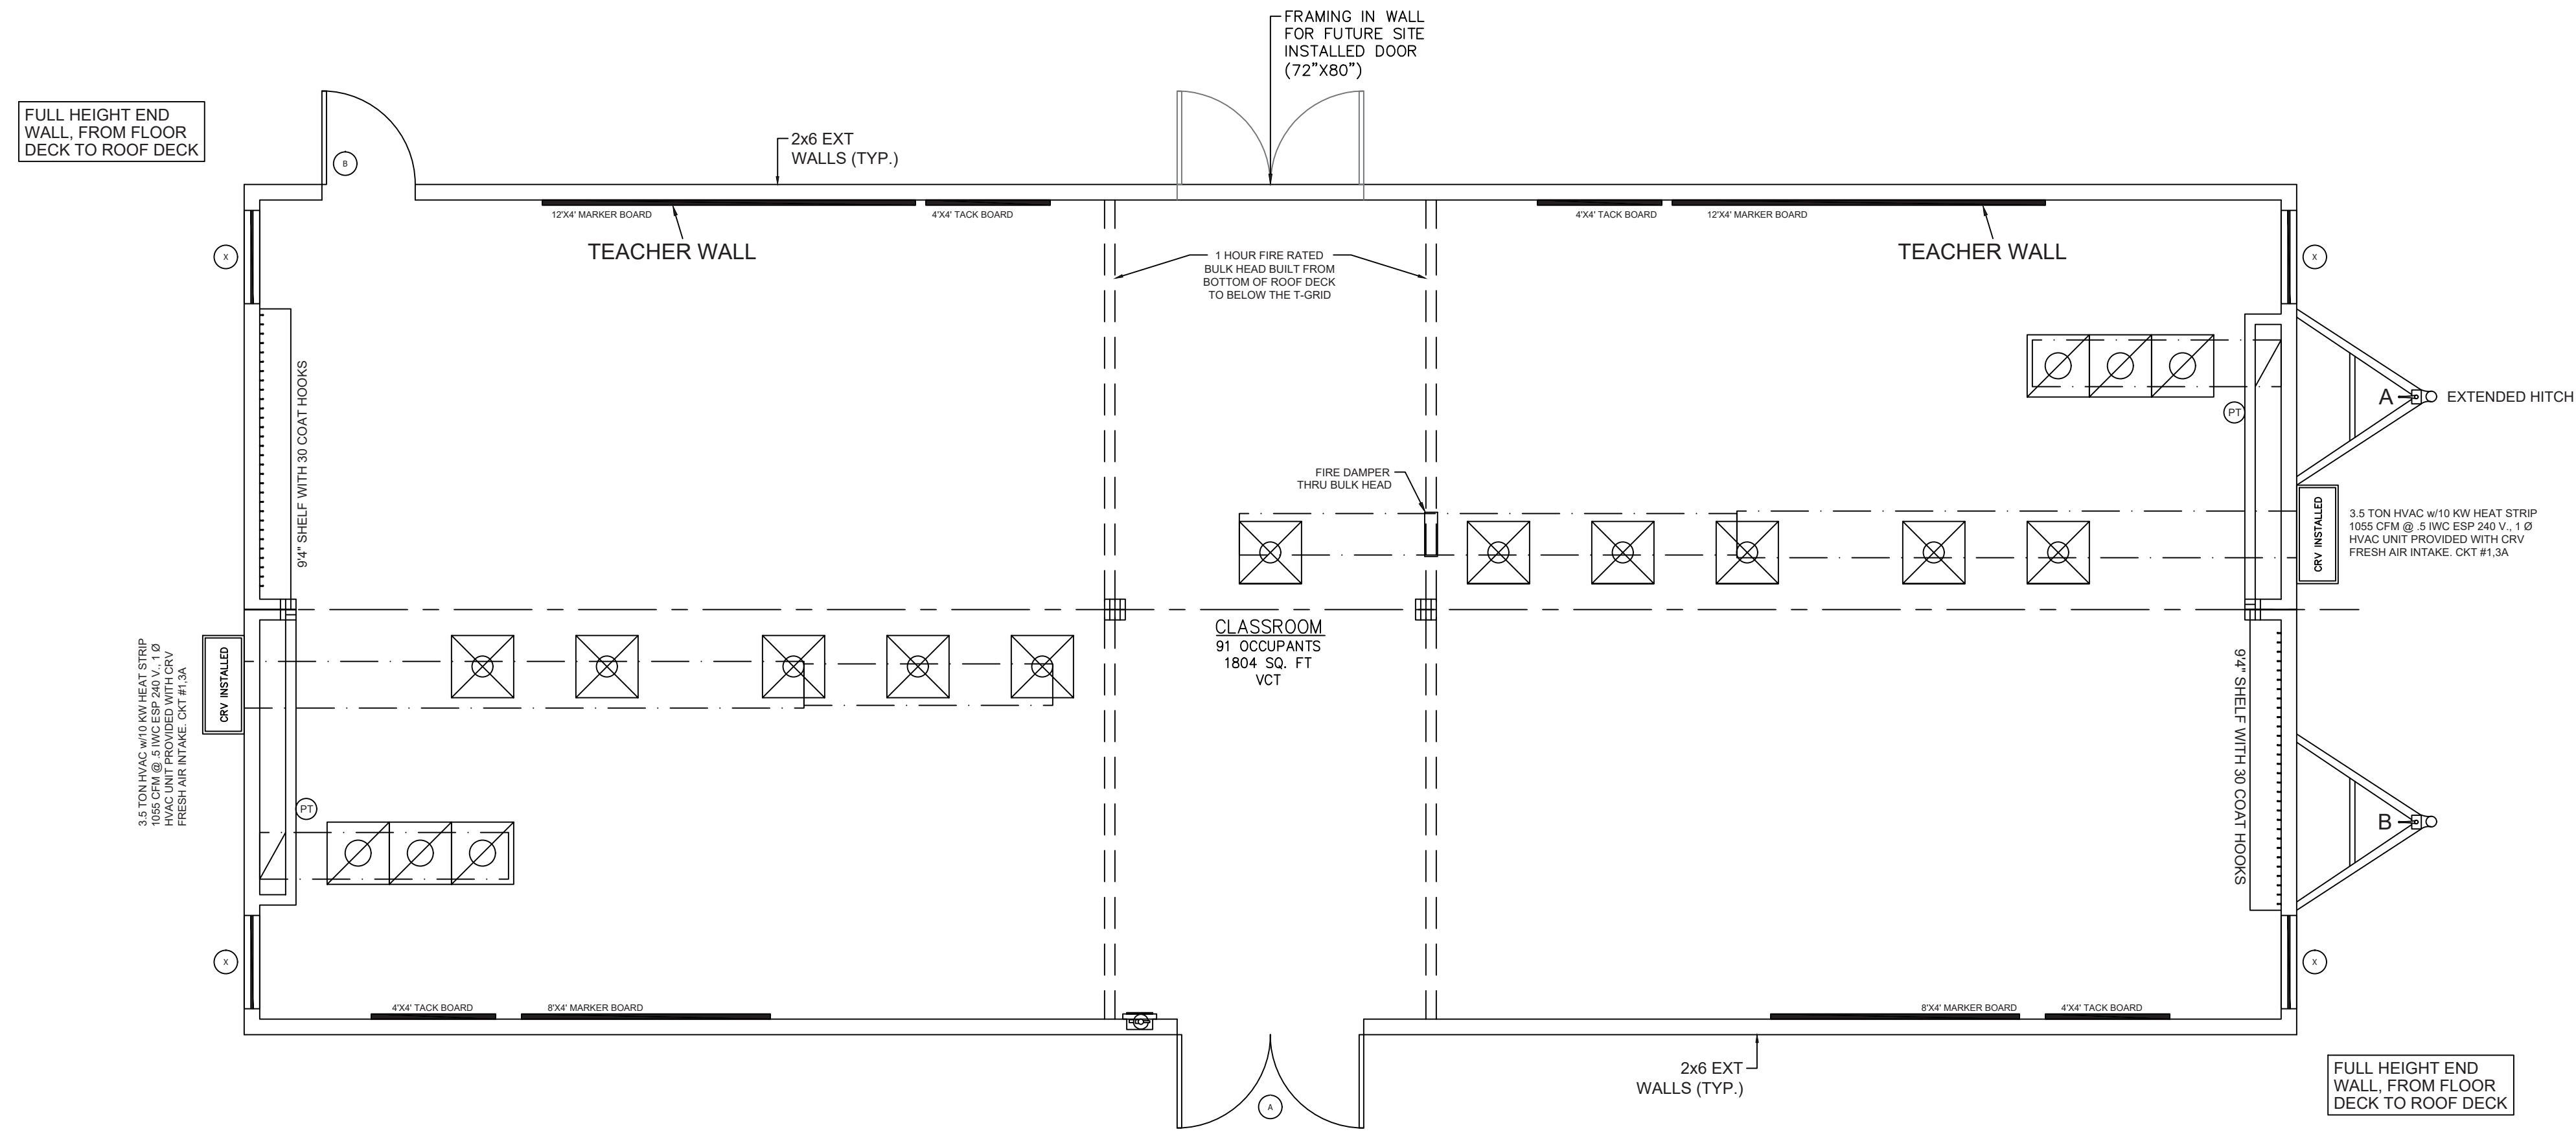 FRAMING IN WALL
FOR FUTURE SITE
INSTALLED DOOR
(72"X80")
FULL HEIGHT END
WALL, FROM FLOOR
DECK TO ROOF DECK
B
2x6 EXT
WALLS (TYP.)
12'X4' MARKER BOARD
4'X4' TACK BOARD
4'X4' TACK BOARD
12'X4' MARKER BOARD
TEACHER WALL
TEACHER WALL
X
X
1 HOUR FIRE RATED
BULK HEAD BUILT FROM
BOTTOM OF ROOF DECK
TO BELOW THE T-GRID
9'4" SHELF WITH 30 COAT HOOKS
PT
A
EXTENDED HITCH
FIRE DAMPER
THRU BULK HEAD
CRV INSTALLED
3.5 TON HVAC w/10 KW HEAT STRIP
1055 CFM @ .5 IWC ESP 240 V., 1 Ø
HVAC UNIT PROVIDED WITH CRV
FRESH AIR INTAKE. CKT #1,3A
CLASSROOM
91 OCCUPANTS
1804 SQ. FT
VCT
3.5 TON HVAC w/10 KW HEAT STRIP
1055 CFM @ .5 IWC ESP 240 V., 1 Ø
HVAC UNIT PROVIDED WITH CRV
FRESH AIR INTAKE. CKT #1,3A
CRV INSTALLED
PT
9'4" SHELF WITH 30 COAT HOOKS
B
X
X
4'X4' TACK BOARD
8'X4' MARKER BOARD
8'X4' MARKER BOARD
4'X4' TACK BOARD
2x6 EXT
WALLS (TYP.)
A
FULL HEIGHT END
WALL, FROM FLOOR
DECK TO ROOF DECK